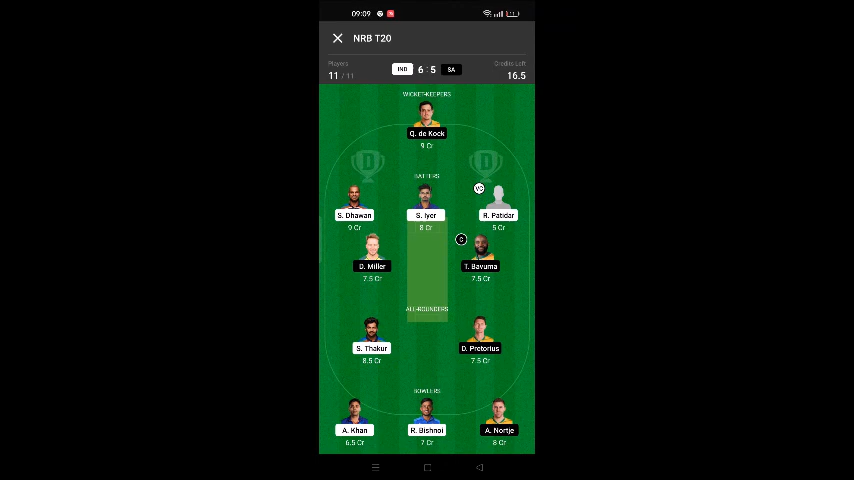 09:09
NRB T20
Players
Credits Left
11 / 11
IND 6 : 5 SA
16.5
WICKET-KEEPERS
Q. de Kock
9 Cr
D
D
BATTERS
VC
S. Dhawan
S. Iyer
R. Patidar
9 Cr
8 Cr
5 Cr
C
D. Miller
T. Bavuma
7.5 Cr
7.5 Cr
ALL-ROUNDERS
S. Thakur
D. Pretorius
8.5 Cr
7.5 Cr
BOWLERS
A. Khan
R. Bishnoi
A. Nortje
6.5 Cr
7 Cr
8 Cr